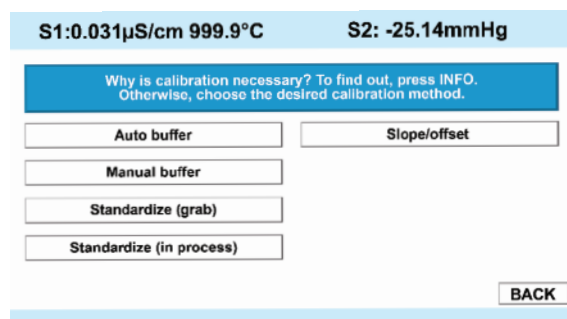 S1:0.031µS/cm 999.9°C S2: -25.14mmHg
Why is calibration necessary? To find out, press INFO.
Otherwise, choose the desired calibration method.
Auto buffer Slope/offset
Manual buffer
Standardize (grab)
Standardize (in process)
BACK